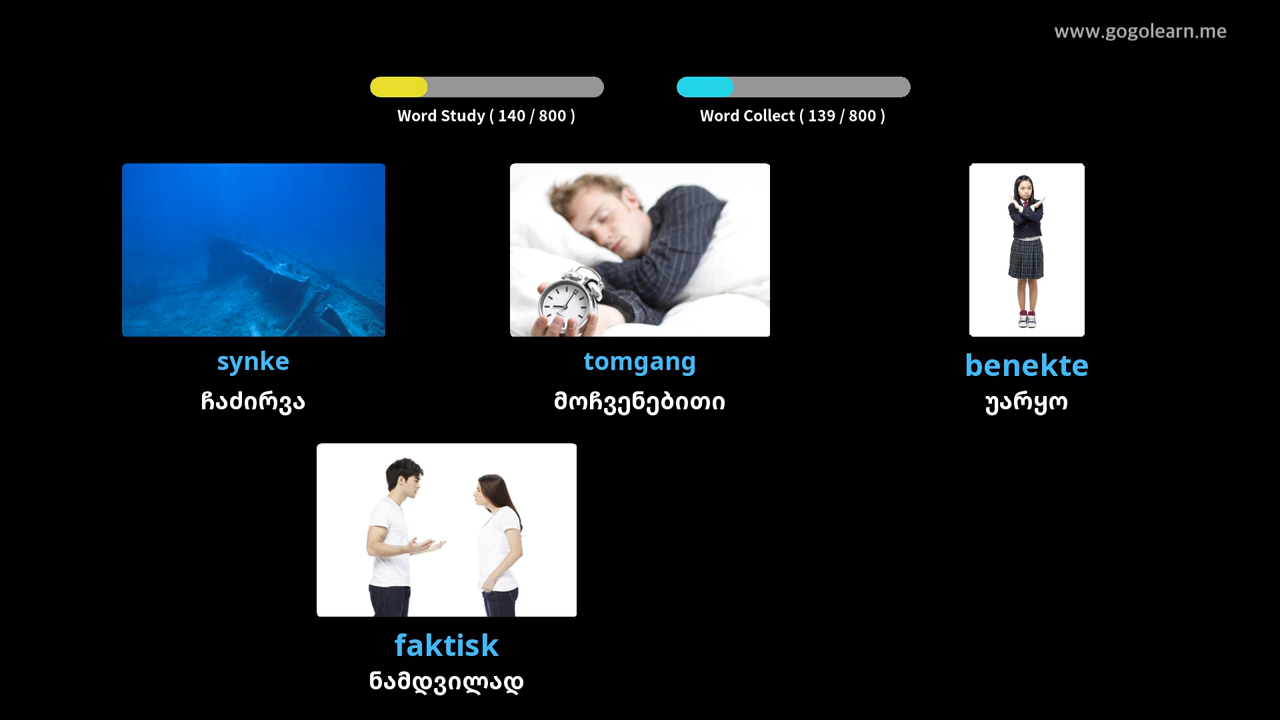 www.gogolearn.me
Word Study ( 140 / 800 )
Word Collect ( 139 / 800 )
synke
tomgang
benekte
ჩაძირვა
მოჩვენებითი
უარყო
faktisk
ნამდვილად